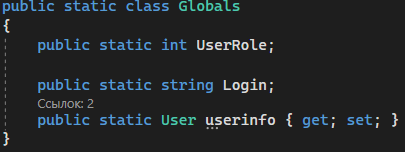 public static class Globals
{
public static int UserRole;
public static string Login;
Ссылок: 2
public static User userinfo { get; set; }
}